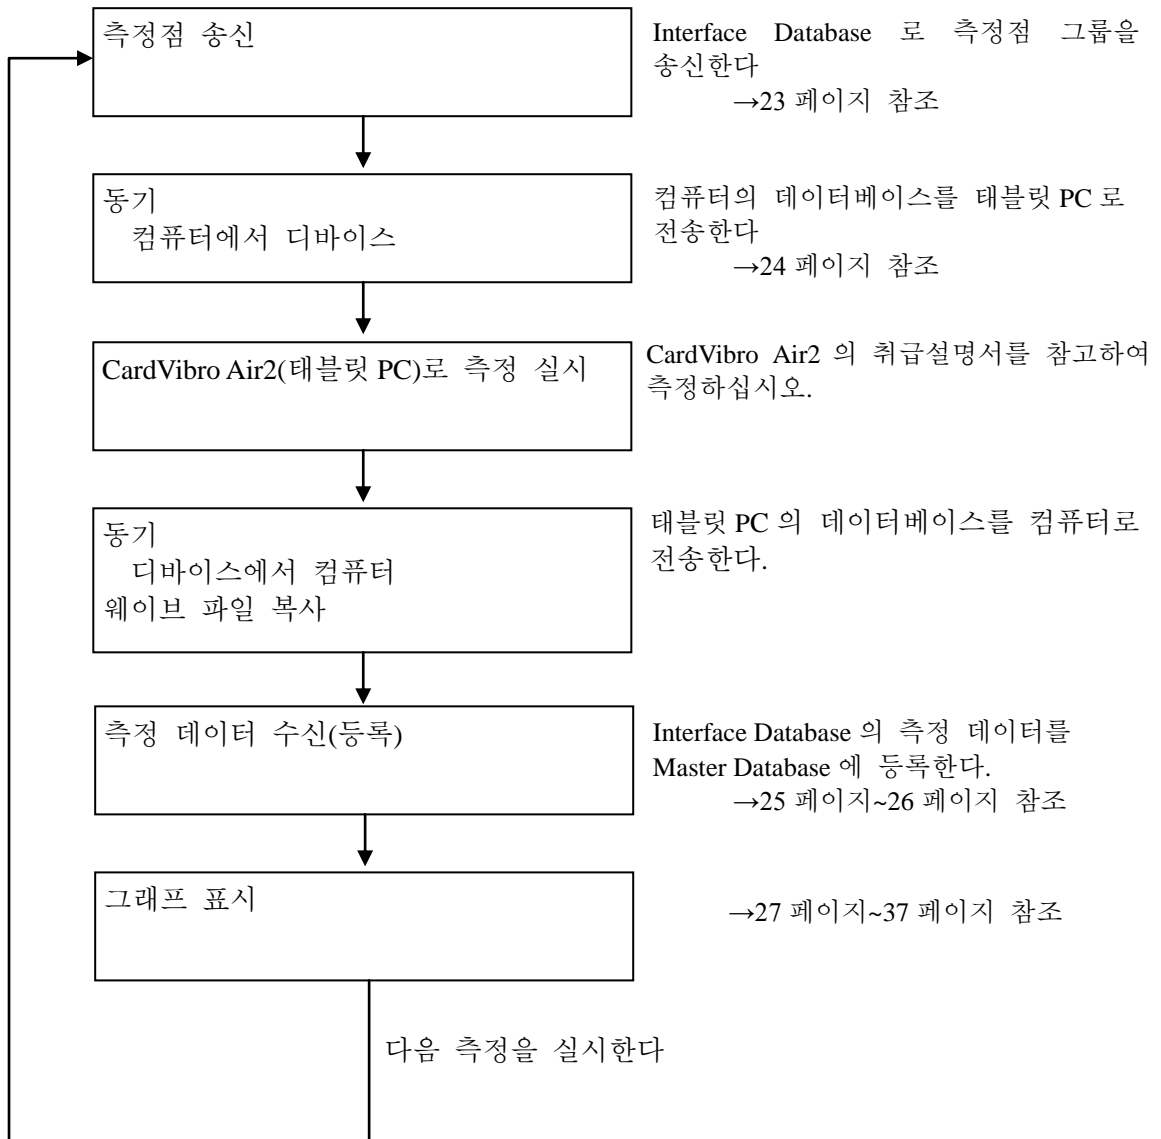 측정점 송신
Interface Database 로 측정점 그룹을
송신한다
→23 페이지 참조
동기
컴퓨터에서 디바이스
컴퓨터의 데이터베이스를 태블릿 PC 로
전송한다
→24 페이지 참조
CardVibro Air2(태블릿 PC)로 측정 실시
CardVibro Air2 의 취급설명서를 참고하여
측정하십시오.
동기
디바이스에서 컴퓨터
웨이브 파일 복사
태블릿 PC 의 데이터베이스를 컴퓨터로
전송한다.
측정 데이터 수신(등록)
Interface Database 의 측정 데이터를
Master Database 에 등록한다.
→25 페이지~26 페이지 참조
그래프 표시
→27 페이지~37 페이지 참조
다음 측정을 실시한다